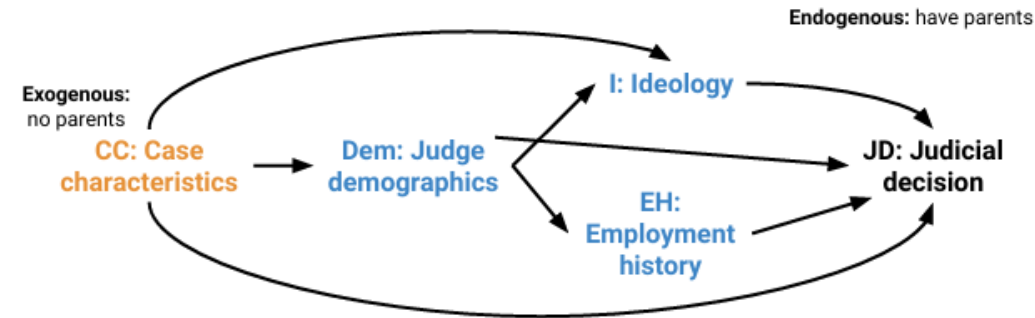 Endogenous: have parents
Exogenous:
no parents
I: Ideology
CC: Case
characteristics
Dem: Judge
demographics
JD: Judicial
decision
EH:
Employment
history